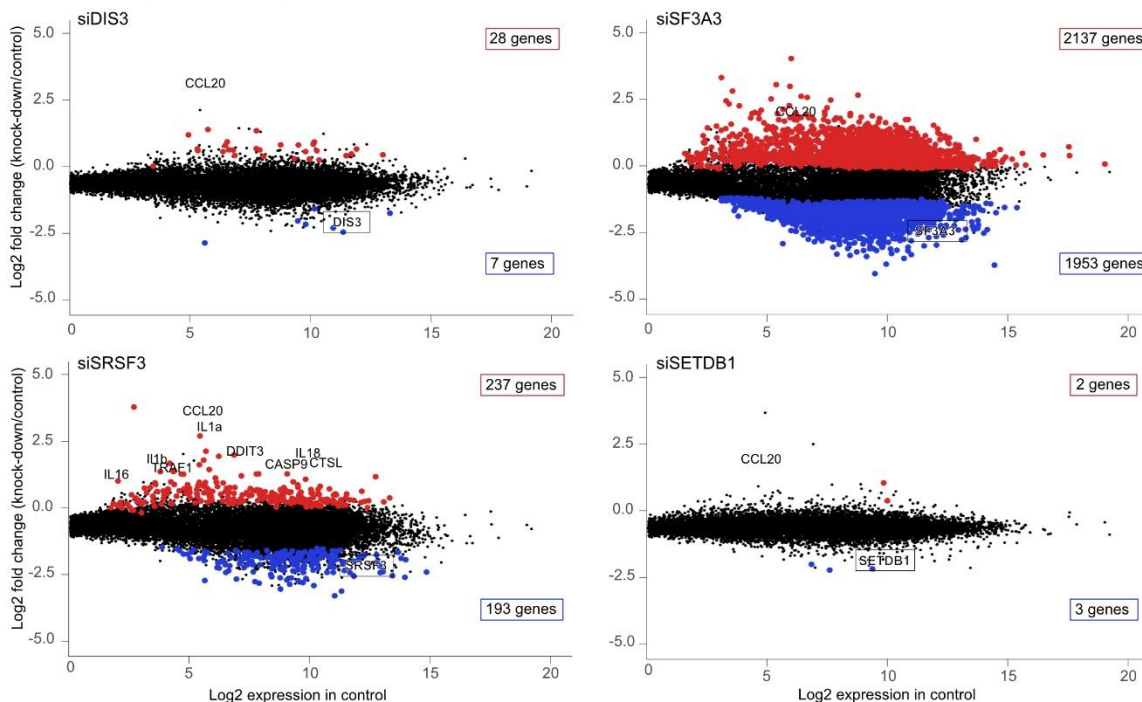 siDIS3
28 genes
CCL20
DIS3
7 genes
5.0
2.5
0.0
-2.5
-5.0
Log2 fold change (knock-down/control)
0
5
10
15
20
siSF3A3
2137 genes
CCL20
SF3A3
1953 genes
5.0
2.5
0.0
-2.5
-5.0
0
5
10
15
20
siSRSF3
237 genes
CCL20
IL1a
DDIT3
IL18
Il1b
TRAF1
CASP9
CTSL
IL16
SRSF3
193 genes
5.0
2.5
0.0
-2.5
-5.0
Log2 fold change (knock-down/control)
0
5
10
15
20
Log2 expression in control
siSETDB1
2 genes
CCL20
SETDB1
3 genes
5.0
2.5
0.0
-2.5
-5.0
0
5
10
15
20
Log2 expression in control